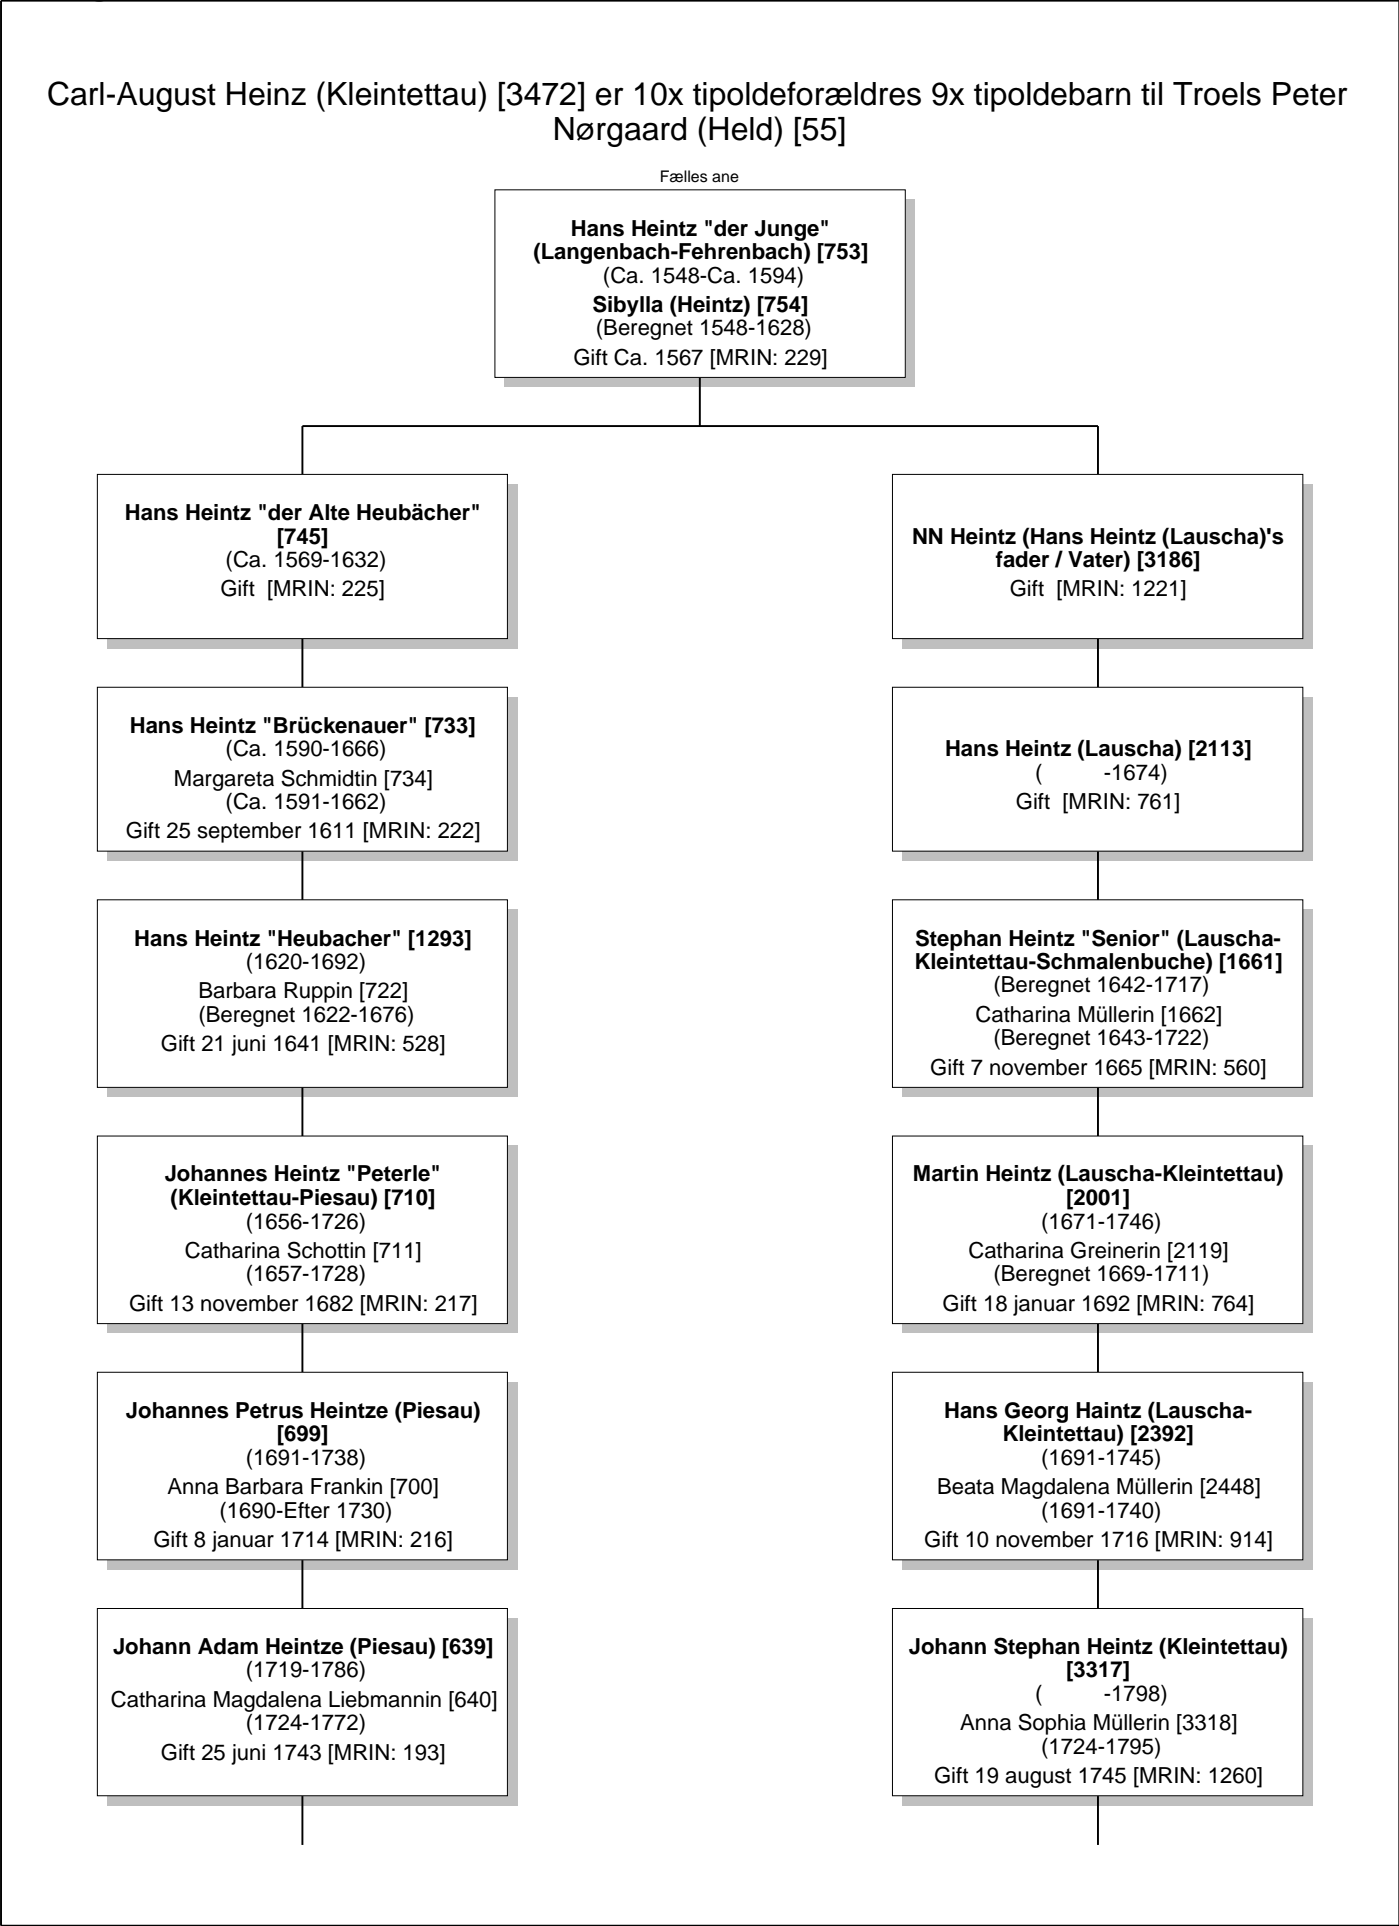 Carl-August Heinz (Kleintettau) [3472] er 10x tipoldeforældres 9x tipoldebarn til Troels Peter
Nørgaard (Held) [55]
Fælles ane
Hans Heintz "der Junge"
(Langenbach-Fehrenbach) [753]
(Ca. 1548-Ca. 1594)
Sibylla (Heintz) [754]
(Beregnet 1548-1628)
Gift Ca. 1567 [MRIN: 229]
Hans Heintz "der Alte Heubächer"
[745]
(Ca. 1569-1632)
Gift [MRIN: 225]
NN Heintz (Hans Heintz (Lauscha)'s
fader / Vater) [3186]
Gift [MRIN: 1221]
Hans Heintz "Brückenauer" [733]
(Ca. 1590-1666)
Margareta Schmidtin [734]
(Ca. 1591-1662)
Gift 25 september 1611 [MRIN: 222]
Hans Heintz (Lauscha) [2113]
( -1674)
Gift [MRIN: 761]
Hans Heintz "Heubacher" [1293]
(1620-1692)
Barbara Ruppin [722]
(Beregnet 1622-1676)
Gift 21 juni 1641 [MRIN: 528]
Stephan Heintz "Senior" (Lauscha-
Kleintettau-Schmalenbuche) [1661]
(Beregnet 1642-1717)
Catharina Müllerin [1662]
(Beregnet 1643-1722)
Gift 7 november 1665 [MRIN: 560]
Johannes Heintz "Peterle"
(Kleintettau-Piesau) [710]
(1656-1726)
Catharina Schottin [711]
(1657-1728)
Gift 13 november 1682 [MRIN: 217]
Martin Heintz (Lauscha-Kleintettau)
[2001]
(1671-1746)
Catharina Greinerin [2119]
(Beregnet 1669-1711)
Gift 18 januar 1692 [MRIN: 764]
Johannes Petrus Heintze (Piesau)
[699]
(1691-1738)
Anna Barbara Frankin [700]
(1690-Efter 1730)
Gift 8 januar 1714 [MRIN: 216]
Hans Georg Haintz (Lauscha-
Kleintettau) [2392]
(1691-1745)
Beata Magdalena Müllerin [2448]
(1691-1740)
Gift 10 november 1716 [MRIN: 914]
Johann Adam Heintze (Piesau) [639]
(1719-1786)
Catharina Magdalena Liebmannin [640]
(1724-1772)
Gift 25 juni 1743 [MRIN: 193]
Johann Stephan Heintz (Kleintettau)
[3317]
( -1798)
Anna Sophia Müllerin [3318]
(1724-1795)
Gift 19 august 1745 [MRIN: 1260]